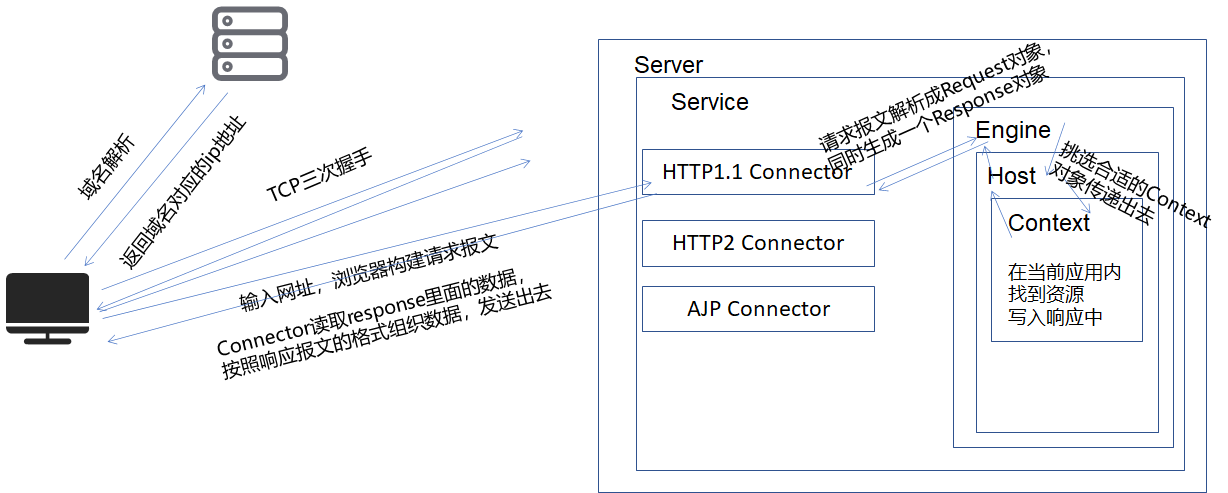 域名解析
返回域名对应的ip地址
TCP三次握手
输入网址，浏览器构建请求报文
Connecton读取response里面的数据，
按照响应报文的格式组织数据，发送出去
Server
Service
HTTP1.1 Connector
HTTP2 Connector
AJP Connector
请求报文解析成Request对象，
同时生成一个Response对象
Engine
Host
挑选合适的Context
对象传递出去
Context
在当前应用内
找到资源
写入响应中